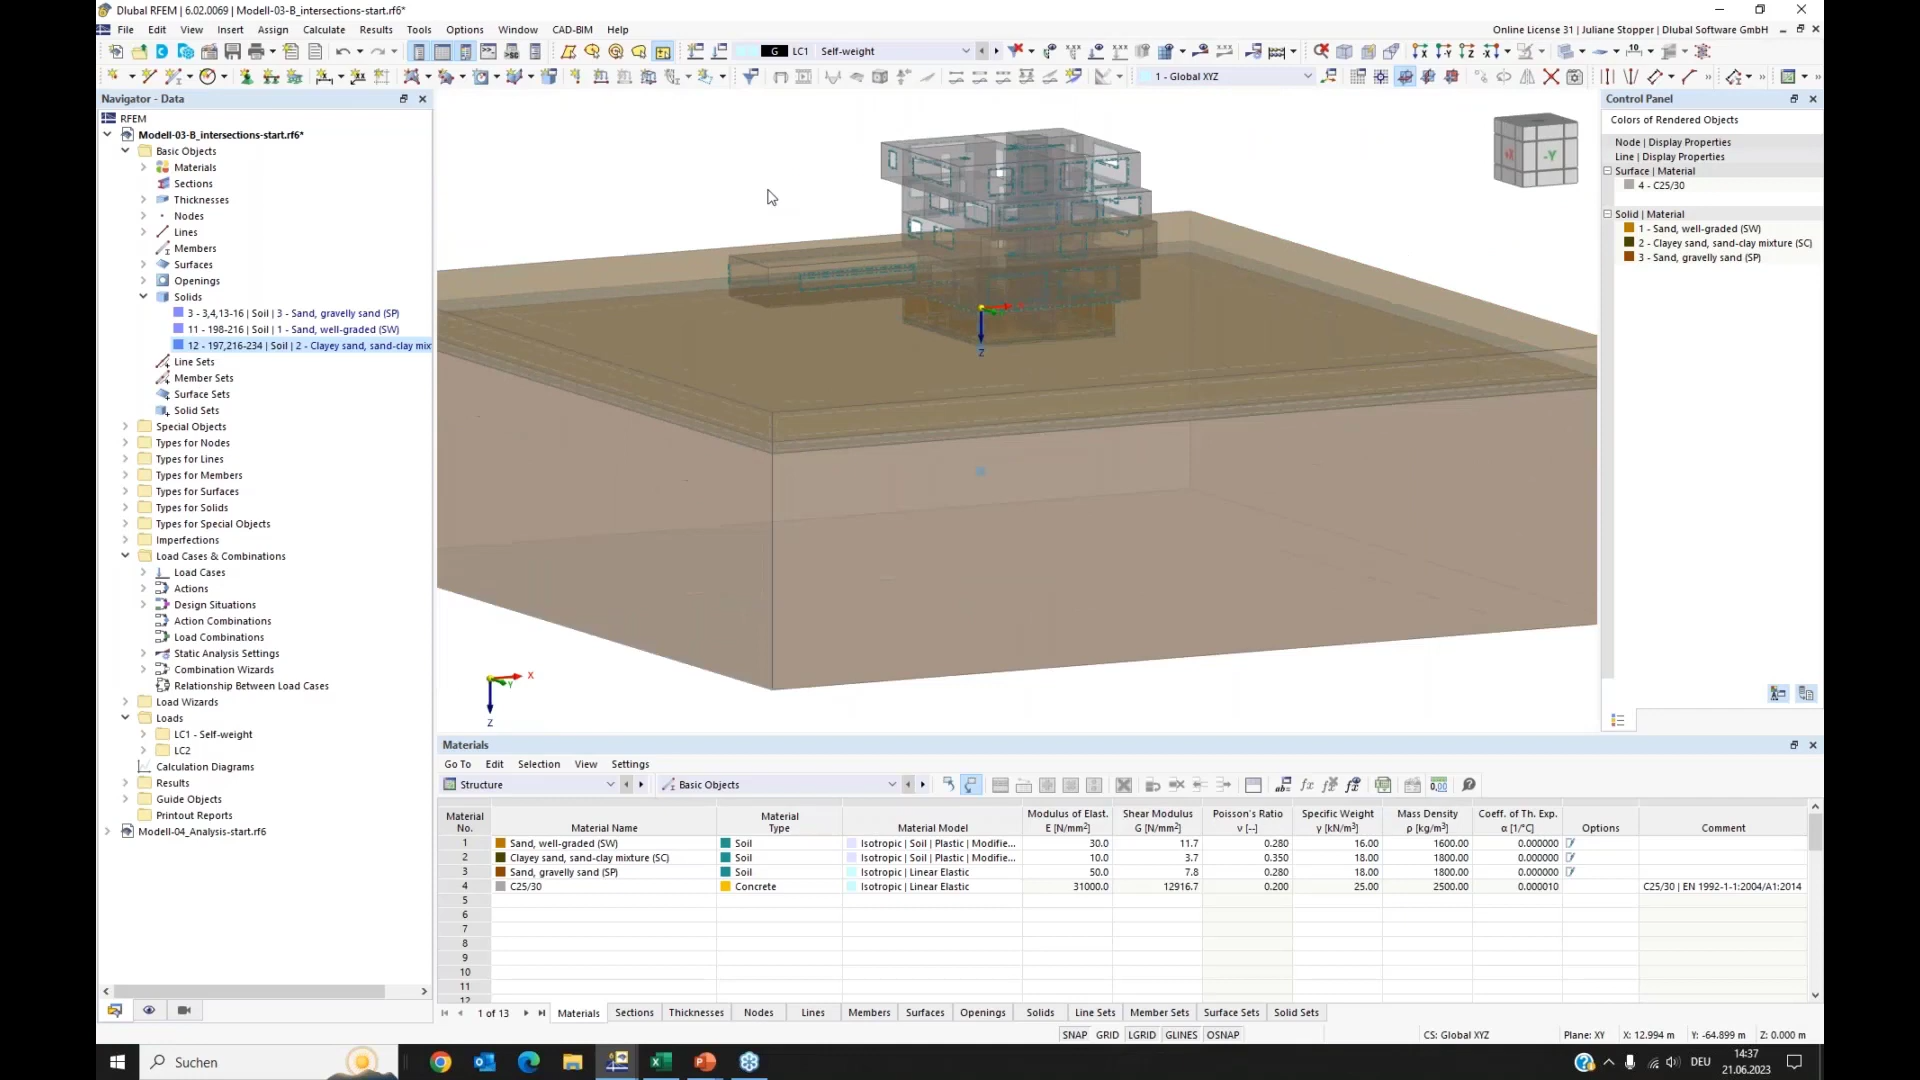 Dlubal RFEM | 6.02.0069 | Modell-03-B_intersections-start.rf6*
File Edit View Insert Assign Calculate Results Tools Options Window CAD-BIM Help
Online License 31 | Juliane Stopper | Dlubal Software GmbH
G LC1 Self-weight
1 - Global XYZ
Navigator - Data
RFEM
Modell-03-B_intersections-start.rf6*
Basic Objects
Materials
Sections
Thicknesses
Nodes
Lines
Members
Surfaces
Openings
Solids
3 - 3,4,13-16 | Soil | 3 - Sand, gravelly sand (SP)
11 - 198-216 | Soil | 1 - Sand, well-graded (SW)
12 - 197,216-234 | Soil | 2 - Clayey sand, sand-clay mix
Line Sets
Member Sets
Surface Sets
Solid Sets
Special Objects
Types for Nodes
Types for Lines
Types for Members
Types for Surfaces
Types for Solids
Types for Special Objects
Imperfections
Load Cases & Combinations
Load Cases
Actions
Design Situations
Action Combinations
Load Combinations
Static Analysis Settings
Combination Wizards
Relationship Between Load Cases
Load Wizards
Loads
LC1 - Self-weight
LC2
Calculation Diagrams
Results
Guide Objects
Printout Reports
Modell-04_Analysis-start.rf6
+X -Y
Z
X
Y
Z
Control Panel
Colors of Rendered Objects
Node | Display Properties
Line | Display Properties
Surface | Material
4 - C25/30
Solid | Material
1 - Sand, well-graded (SW)
2 - Clayey sand, sand-clay mixture (SC)
3 - Sand, gravelly sand (SP)
Materials
Go To Edit Selection View Settings
Structure Basic Objects
Material No. Material Name Material Type Material Model Modulus of Elast. E [N/mm²] Shear Modulus G [N/mm²] Poisson's Ratio ν [--] Specific Weight γ [kN/m³] Mass Density ρ [kg/m³] Coeff. of Th. Exp. α [1/°C] Options Comment
1 Sand, well-graded (SW) Soil Isotropic | Soil | Plastic | Modifie... 30.0 11.7 0.280 16.00 1600.00 0.000000
2 Clayey sand, sand-clay mixture (SC) Soil Isotropic | Soil | Plastic | Modifie... 10.0 3.7 0.350 18.00 1800.00 0.000000
3 Sand, gravelly sand (SP) Soil Isotropic | Linear Elastic 50.0 7.8 0.280 18.00 1800.00 0.000000
4 C25/30 Concrete Isotropic | Linear Elastic 31000.0 12916.7 0.200 25.00 2500.00 0.000010 C25/30 | EN 1992-1-1:2004/A1:2014
5
6
7
8
9
10
11
12
1 of 13 Materials Sections Thicknesses Nodes Lines Members Surfaces Openings Solids Line Sets Member Sets Surface Sets Solid Sets
SNAP GRID LGRID GLINES OSNAP CS: Global XYZ Plane: XY X: 12.994 m Y: -64.899 m Z: 0.000 m
Suchen
DEU
14:37
21.06.2023